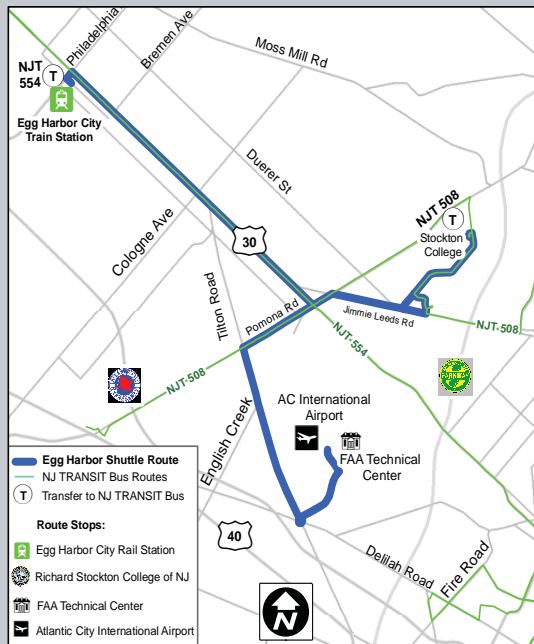 Philadelphia
Bremen Ave
Moss Mill Rd
NJT
554
T
Egg Harbor City
Train Station
Duerer St
NJT 508
T
Stockton
College
Cologne Ave
30
Tilton Road
Pomona Rd
Jimmie Leeds Rd
NJT-508
NJT-554
NJT-508
PARKWAY
AC International
Airport
English Creek
FAA Technical
Center
40
Delilah Road
Fire Road
Egg Harbor Shuttle Route
NJ TRANSIT Bus Routes
T Transfer to NJ TRANSIT Bus
Route Stops:
Egg Harbor City Rail Station
Richard Stockton College of NJ
FAA Technical Center
Atlantic City International Airport
N